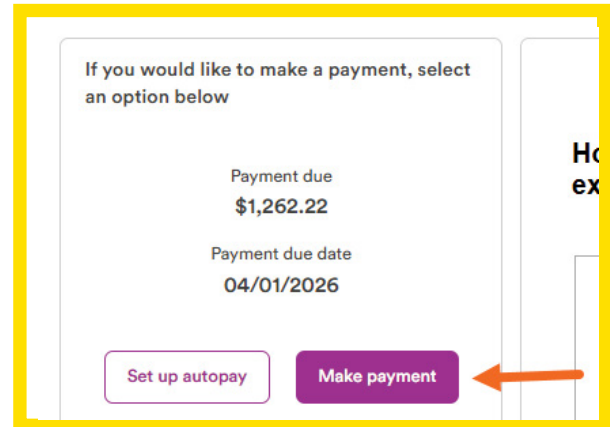 If you would like to make a payment, select
an option below
Payment due
$1,262.22
Payment due date
04/01/2026
Set up autopay
Make payment